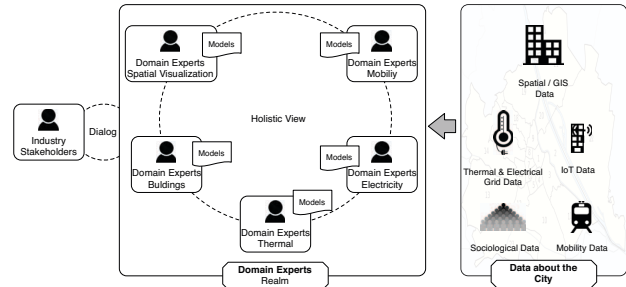 Models
Domain Experts
Spatial Visualization
Models
Domain Experts
Mobiliy
Industry
Stakeholders
Dialog
Holistic View
Models
Domain Experts
Buldings
Models
Domain Experts
Electricity
Models
Domain Experts
Thermal
Domain Experts
Realm
Spatial / GIS
Data
Thermal & Electrical
Grid Data
IoT Data
Sociological Data
Mobility Data
Data about the
City